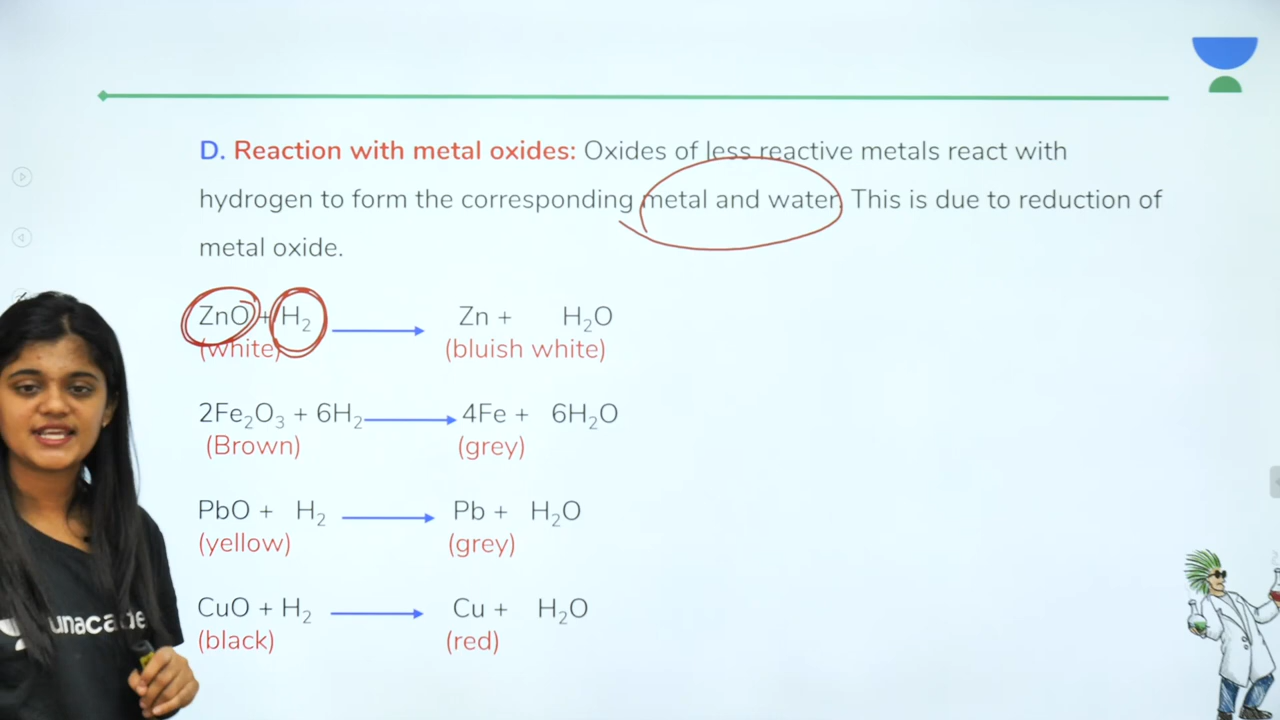 D. Reaction with metal oxides: Oxides of less reactive metals react with
hydrogen to form the corresponding metal and water. This is due to reduction of
metal oxide.
ZnO + H₂ → Zn + H₂O
(white) (bluish white)
2Fe₂O₃ + 6H₂ → 4Fe + 6H₂O
(Brown) (grey)
PbO + H₂ → Pb + H₂O
(yellow) (grey)
CuO + H₂ → Cu + H₂O
(black) (red)
unacade